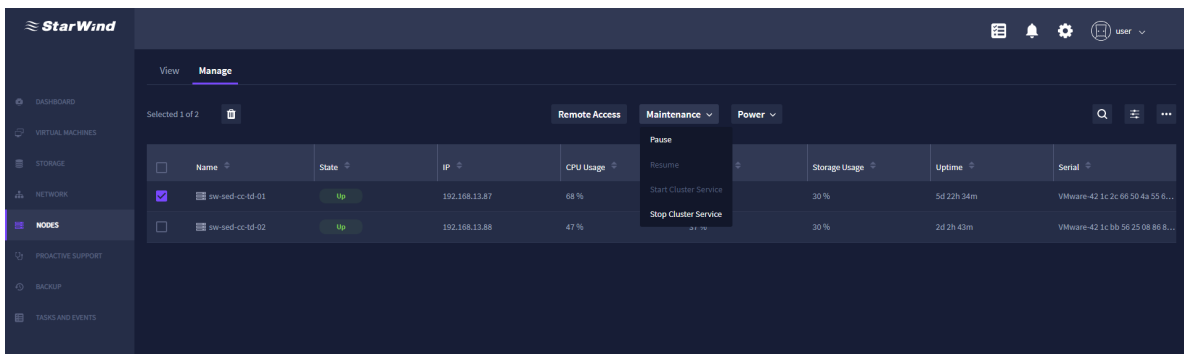 StarWind
user
View Manage
DASHBOARD
Selected 1 of 2 Remote Access Maintenance Power
VIRTUAL MACHINES
Pause
STORAGE
Resume
Name State IP CPU Usage Storage Usage Uptime Serial
NETWORK
Start Cluster Service
sw-sed-cc-td-01 Up 192.168.13.87 68 % 30 % 5d 22h 34m VMware-42 1c 2c 66 50 4a 55 6...
Stop Cluster Service
NODES
sw-sed-cc-td-02 Up 192.168.13.88 47 % 37 % 30 % 2d 2h 43m VMware-42 1c bb 56 25 08 86 8...
PROACTIVE SUPPORT
BACKUP
TASKS AND EVENTS